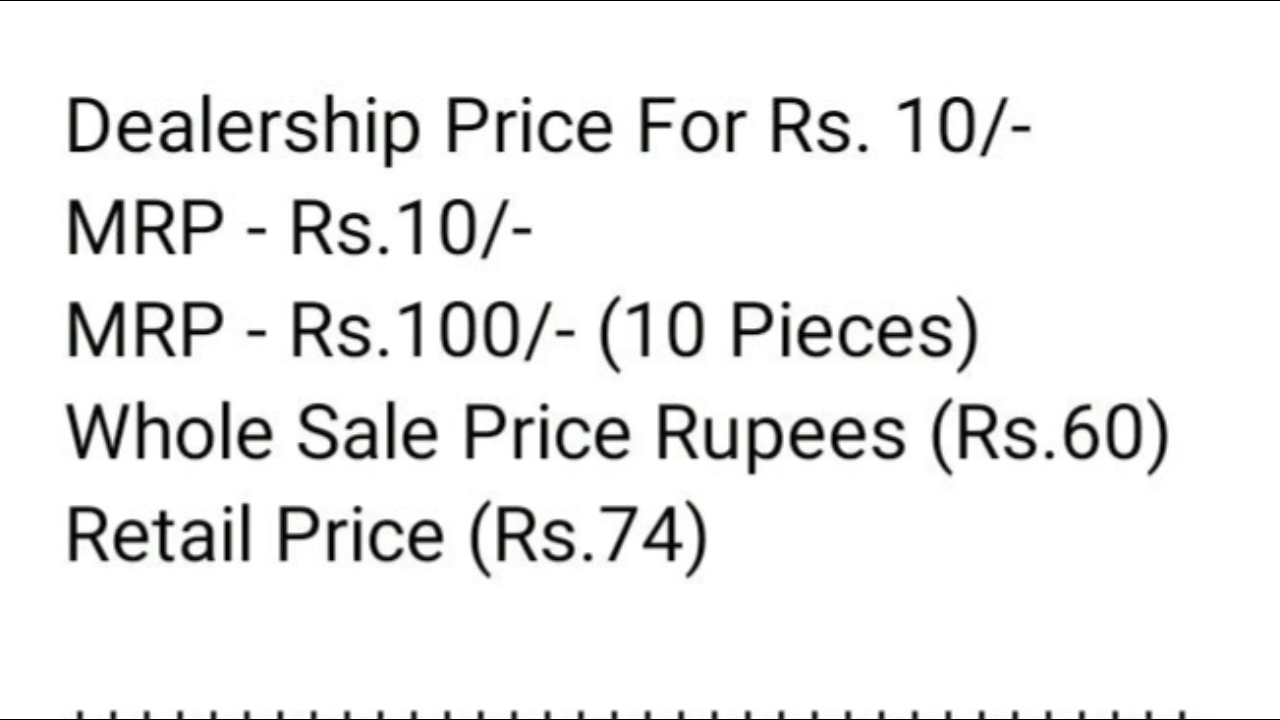 Dealership Price For Rs. 10/-
MRP - Rs.10/-
MRP - Rs.100/- (10 Pieces)
Whole Sale Price Rupees (Rs.60)
Retail Price (Rs.74)